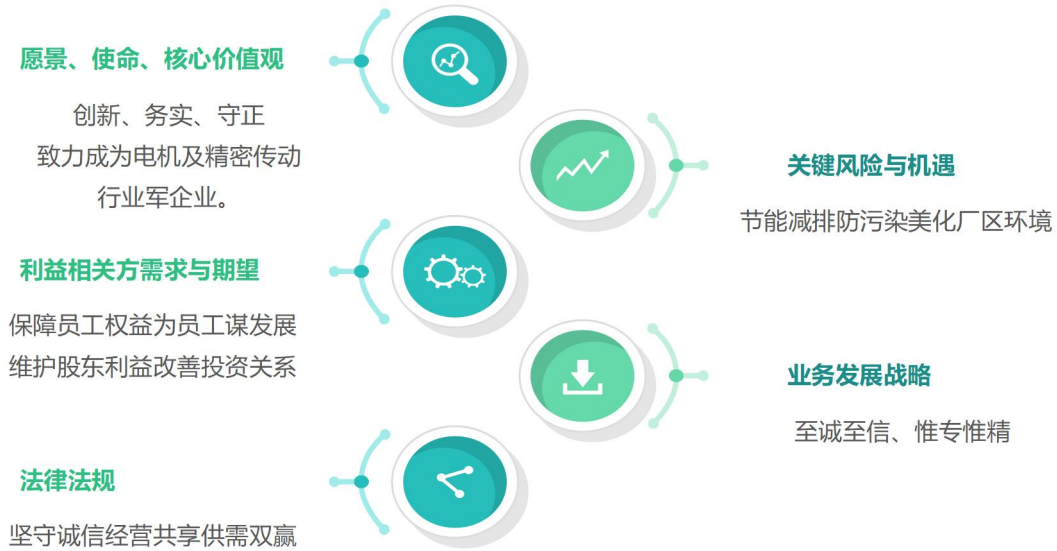 愿景、使命、核心价值观
创新、务实、守正
致力成为电机及精密传动
行业军企业。
关键风险与机遇
节能减排防污染美化厂区环境
利益相关方需求与期望
保障员工权益为员工谋发展
维护股东利益改善投资关系
业务发展战略
至诚至信、惟专惟精
法律法规
坚守诚信经营共享供需双赢